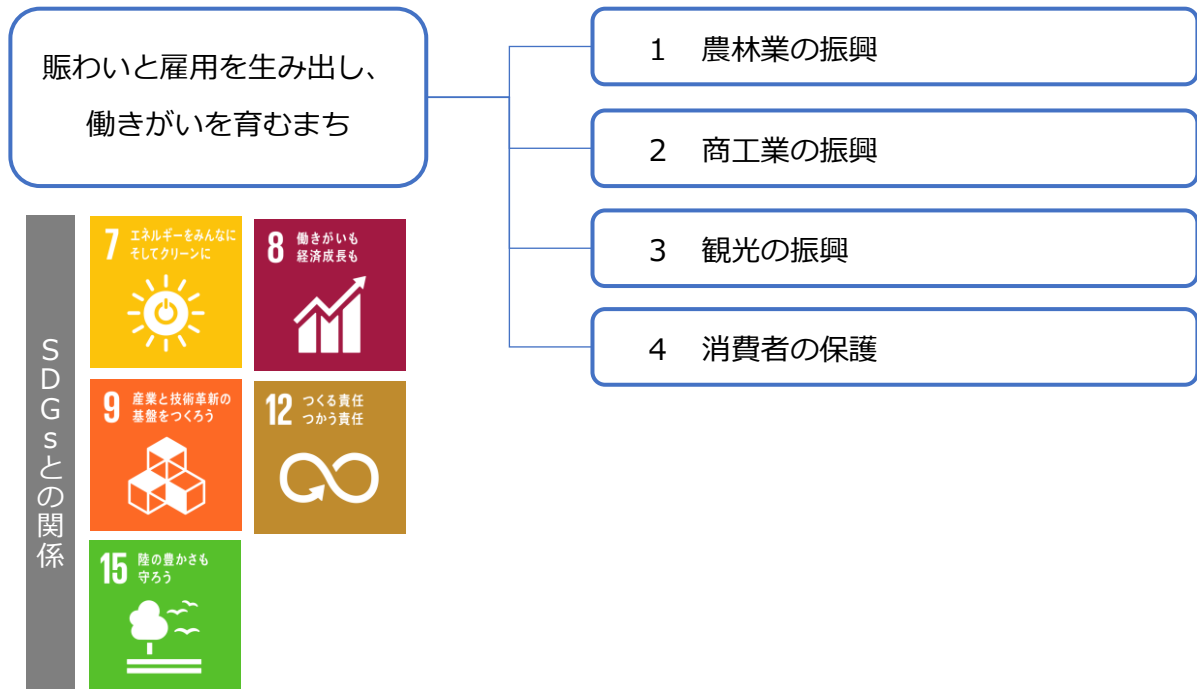 賑わいと雇用を生み出し、
働きがいを育むまち
1 農林業の振興
2 商工業の振興
3 観光の振興
4 消費者の保護
SDGsとの関係
7 エネルギーをみんなに
そしてクリーンに
8 働きがいも
経済成長も
9 産業と技術革新の
基盤をつくろう
12 つくる責任
つかう責任
15 陸の豊かさも
守ろう